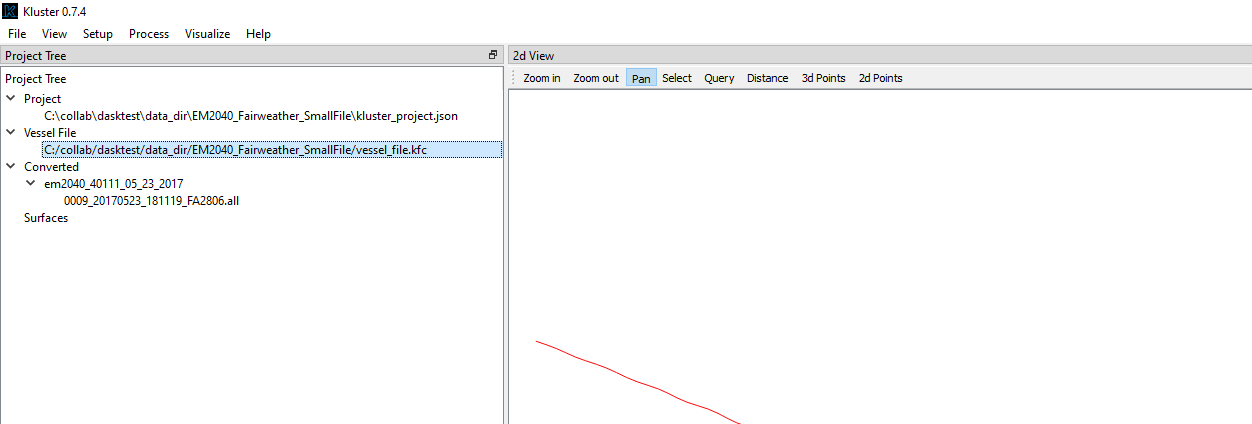 Kluster 0.7.4
File View Setup Process Visualize Help
Project Tree
2d View
Project Tree
Zoom in Zoom out Pan Select Query Distance 3d Points 2d Points
Project
C:\collab\dasktest\data_dir\EM2040_Fairweather_SmallFile\kluster_project.json
Vessel File
C:/collab/dasktest/data_dir/EM2040_Fairweather_SmallFile/vessel_file.kfc
Converted
em2040_40111_05_23_2017
0009_20170523_181119_FA2806.all
Surfaces